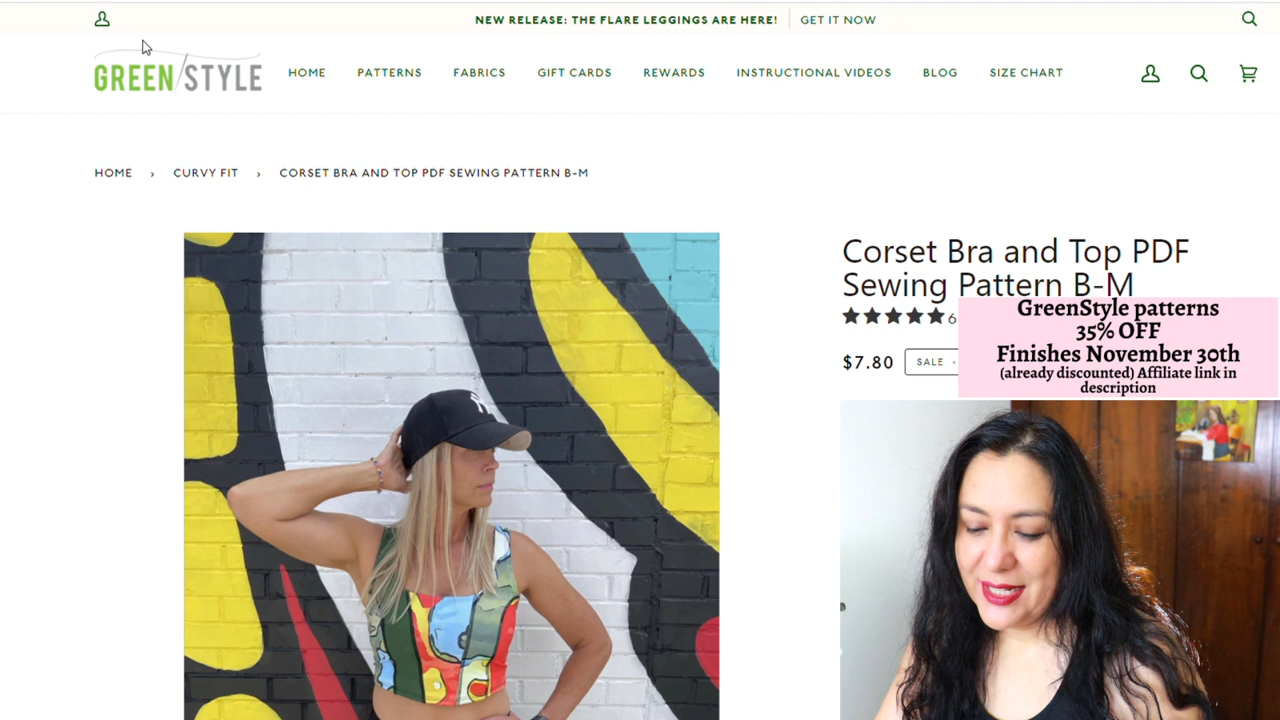 NEW RELEASE: THE FLARE LEGGINGS ARE HERE! GET IT NOW
GREEN/STYLE HOME PATTERNS FABRICS GIFT CARDS REWARDS INSTRUCTIONAL VIDEOS BLOG SIZE CHART
HOME › CURVY FIT › CORSET BRA AND TOP PDF SEWING PATTERN B-M
Corset Bra and Top PDF
Sewing Pattern B-M
6
$7.80 SALE
GreenStyle patterns
35% OFF
Finishes November 30th
(already discounted) Affiliate link in
description